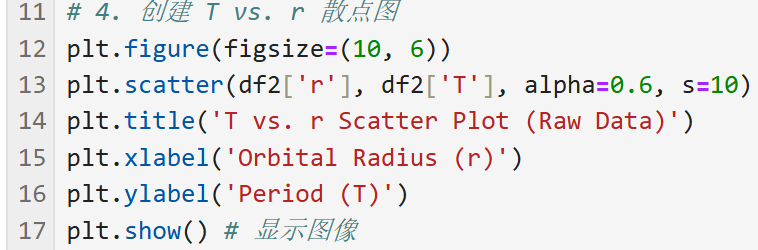 11 # 4. 创建 T vs. r 散点图
12 plt.figure(figsize=(10, 6))
13 plt.scatter(df2['r'], df2['T'], alpha=0.6, s=10)
14 plt.title('T vs. r Scatter Plot (Raw Data)')
15 plt.xlabel('Orbital Radius (r)')
16 plt.ylabel('Period (T)')
17 plt.show() # 显示图像